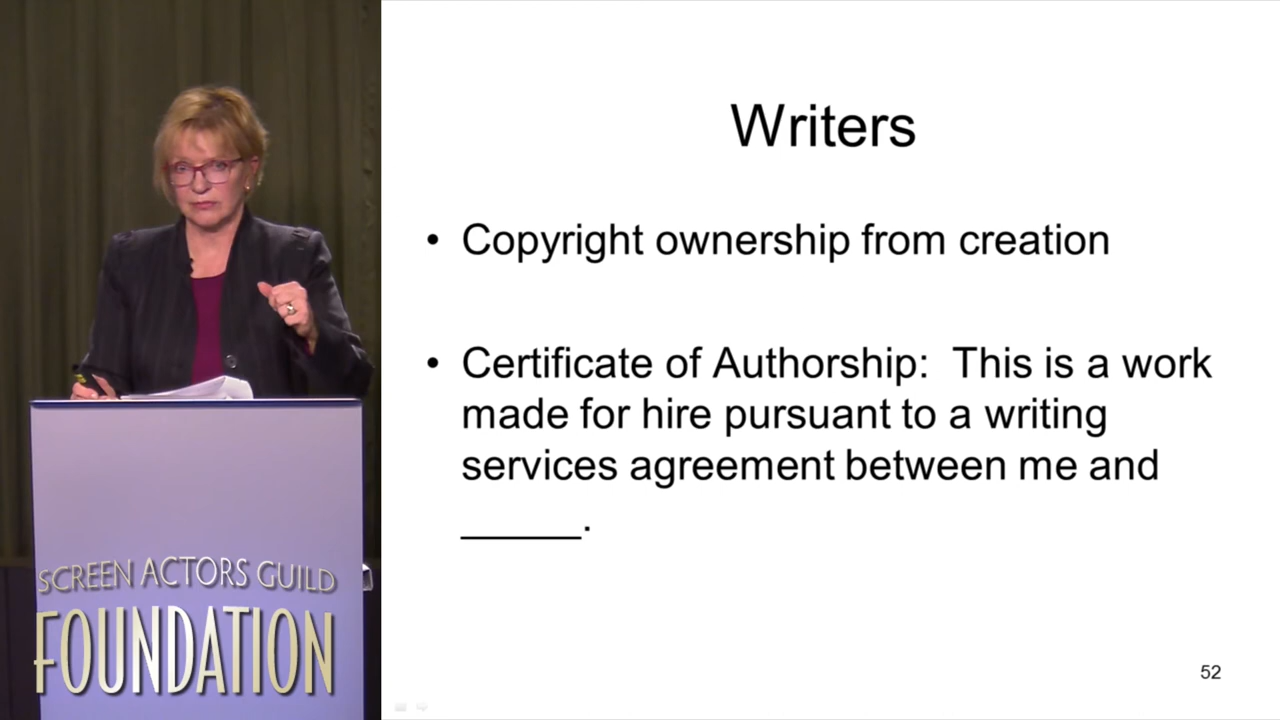 Writers
• Copyright ownership from creation
• Certificate of Authorship:  This is a work
made for hire pursuant to a writing
services agreement between me and
______.
52
SCREEN ACTORS GUILD
FOUNDATION